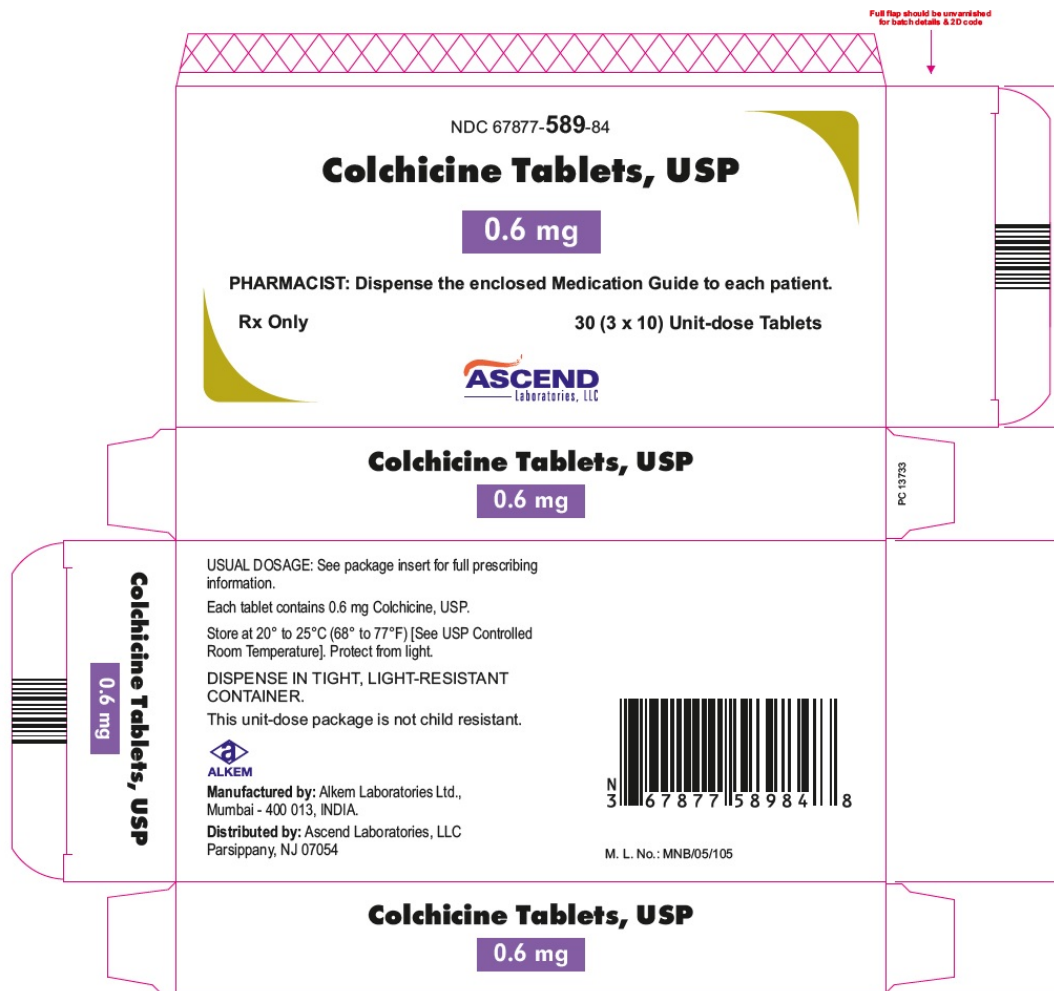 Full flap should be unvarnished
for batch details & 2D code
NDC 67877-589-84
Colchicine Tablets, USP
0.6 mg
PHARMACIST: Dispense the enclosed Medication Guide to each patient.
Rx Only
30 (3 x 10) Unit-dose Tablets
ASCEND
Laboratories, LLC
Colchicine Tablets, USP
0.6 mg
PC 13733
Colchicine Tablets, USP
0.6 mg
USUAL DOSAGE: See package insert for full prescribing
information.
Each tablet contains 0.6 mg Colchicine, USP.
Store at 20° to 25°C (68° to 77°F) [See USP Controlled
Room Temperature]. Protect from light.
DISPENSE IN TIGHT, LIGHT-RESISTANT
CONTAINER.
This unit-dose package is not child resistant.
a
ALKEM
Manufactured by: Alkem Laboratories Ltd.,
Mumbai - 400 013, INDIA.
Distributed by: Ascend Laboratories, LLC
Parsippany, NJ 07054
N
3 67877 58984 8
M. L. No.: MNB/05/105
Colchicine Tablets, USP
0.6 mg